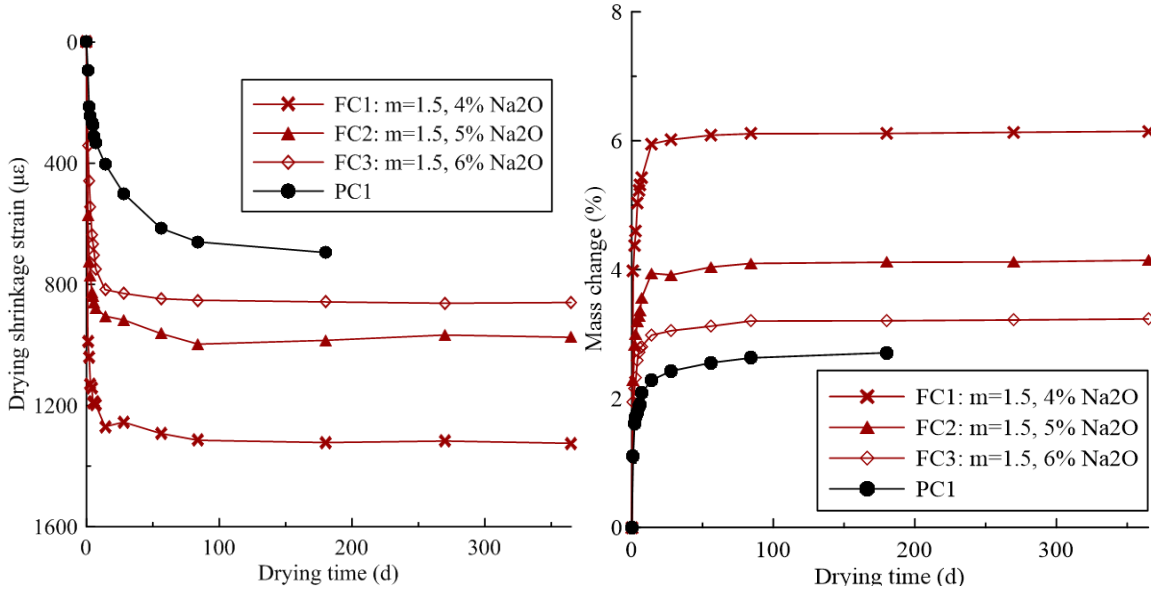 0
400
800
1200
1600
Drying shrinkage strain (με)
FC1: m=1.5, 4% Na2O
FC2: m=1.5, 5% Na2O
FC3: m=1.5, 6% Na2O
PC1
0
100
200
300
Drying time (d)
8
6
4
2
0
Mass change (%)
FC1: m=1.5, 4% Na2O
FC2: m=1.5, 5% Na2O
FC3: m=1.5, 6% Na2O
PC1
0
100
200
300
Drying time (d)